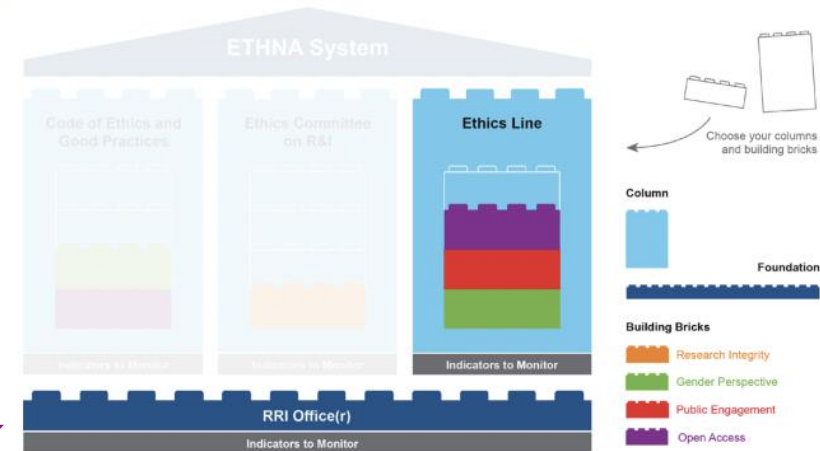 ETHNA System
Code of Ethics and
Good Practices
Ethics Committee
on R&I
Ethics Line
Indicators to Monitor
Indicators to Monitor
Indicators to Monitor
RRI Office(r)
Indicators to Monitor
Choose your columns
and building bricks
Column
Foundation
Building Bricks
Research Integrity
Gender Perspective
Public Engagement
Open Access